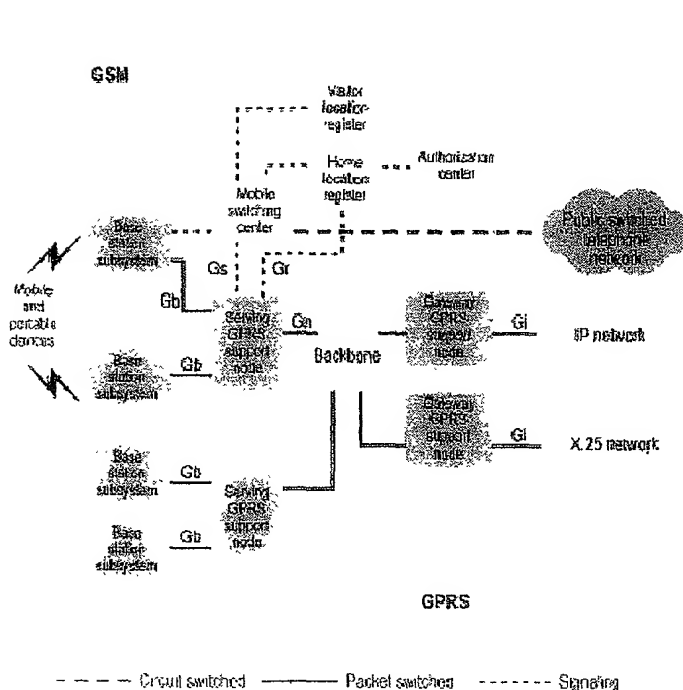 GSM
Visitor
location
register
Home
location
register
Authorization
center
Mobile
switching
center
Base
station
subsystem
Public switched
telephone
network
Gs
Gr
Mobile
and
portable
devices
Gb
Serving
GPRS
support
node
Gn
Gateway
GPRS
support
node
Gi
IP network
Backbone
Base
station
subsystem
Gb
Gateway
GPRS
support
node
Gi
X.25 network
Base
station
subsystem
Gb
Serving
GPRS
support
node
Base
station
subsystem
Gb
GPRS
Circuit switched
Packet switched
Signaling